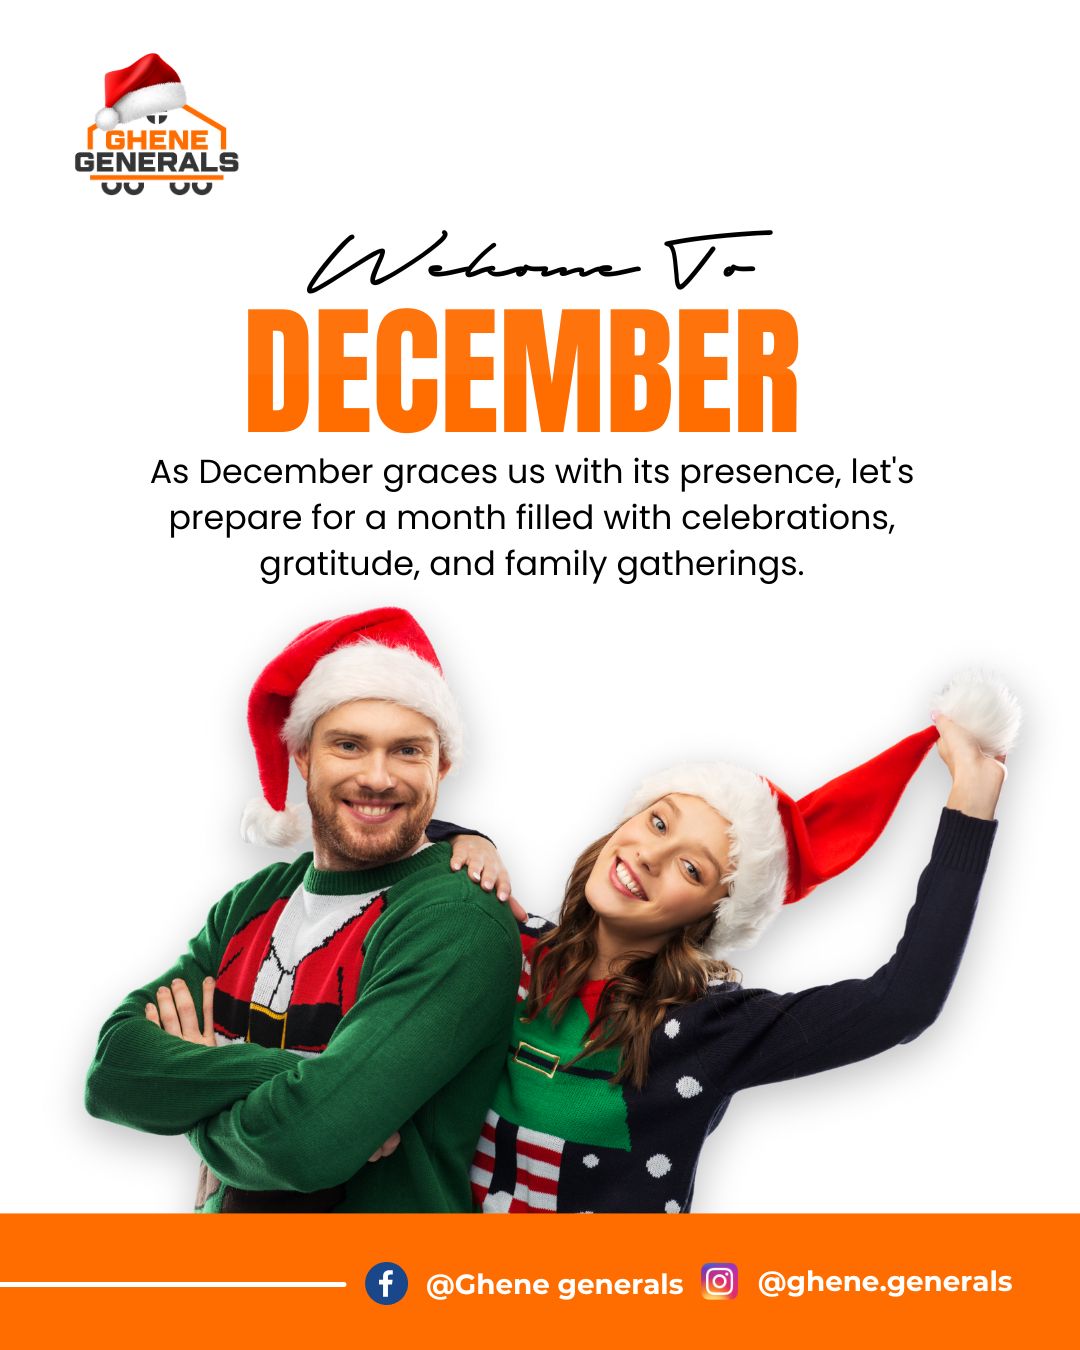 GHENE
GENERALS
Welcome To
DECEMBER
As December graces us with its presence, let's
prepare for a month filled with celebrations,
gratitude, and family gatherings.
@Ghene generals @ghene.generals